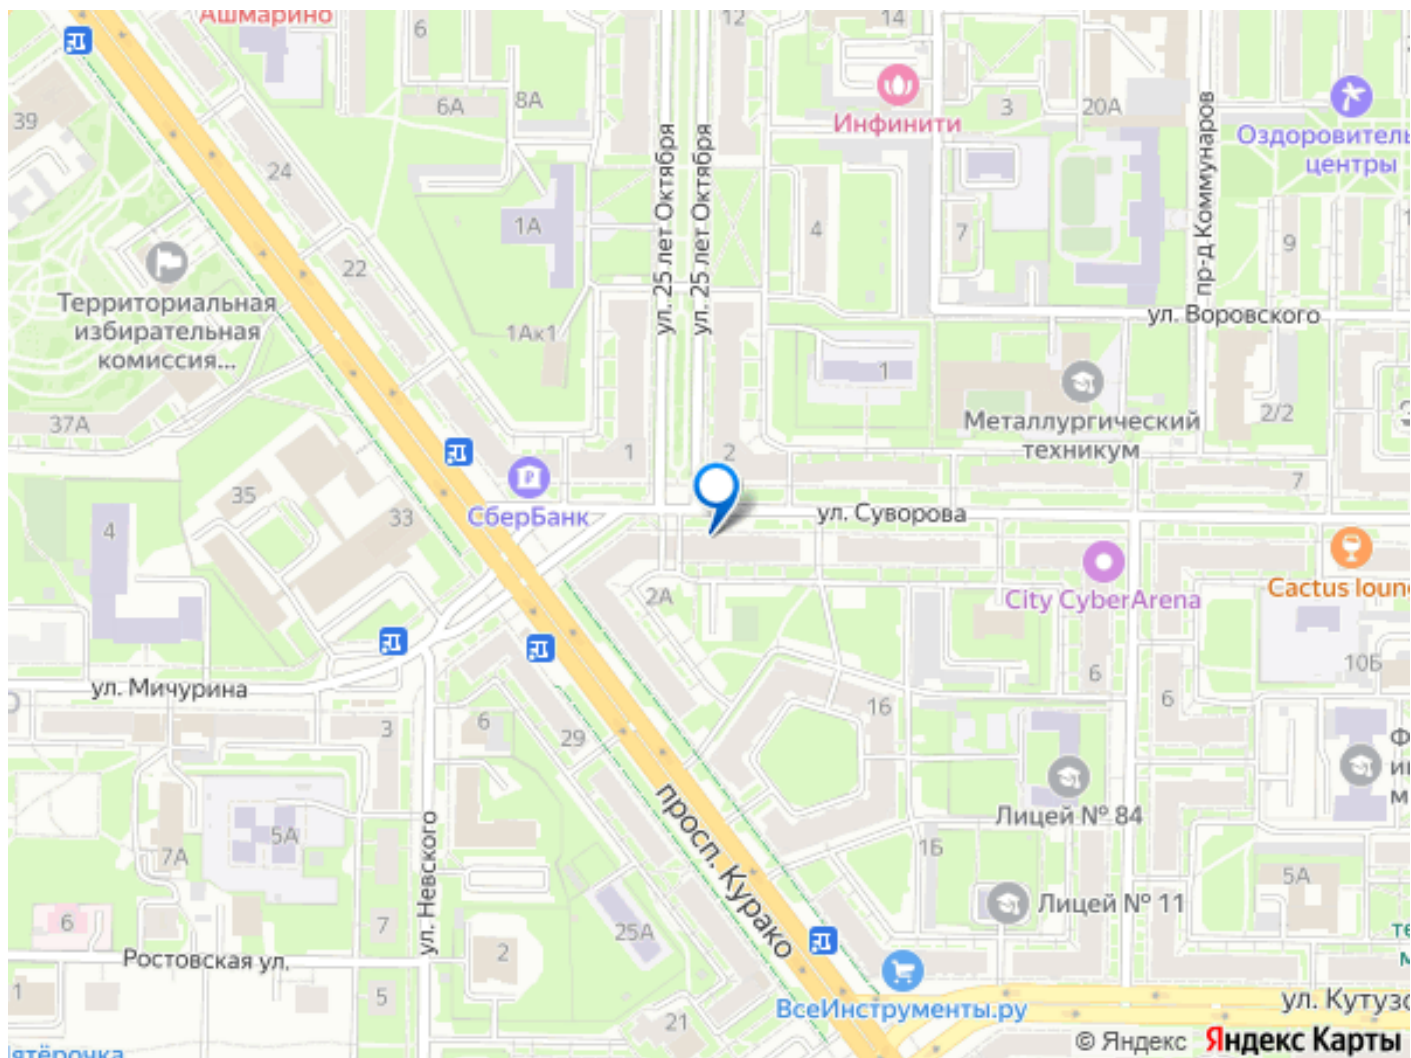 Ашмарино
6
12
14
39
6А
8А
Инфинити
3
20А
пр-д Коммунаров
Оздоровитель
центры
24
1А
ул. 25 лет Октября
ул. 25 лет Октября
4
7
9
22
Территориальная
избирательная
комиссия...
1Ак1
ул. Воровского
1
Металлургический
техникум
2/2
37А
1
2
7
35
33
СберБанк
ул. Суворова
4
2А
City CyberArena
Cactus loun
10Б
ул. Мичурина
3
6
29
16
6
6
просп. Курако
Лицей № 84
5А
7А
ул. Невского
1Б
5А
Лицей № 11
6
7
25А
2
Ростовская ул.
1
5
21
ВсеИнструменты.ру
ул. Кутузо
© Яндекс Яндекс Карты